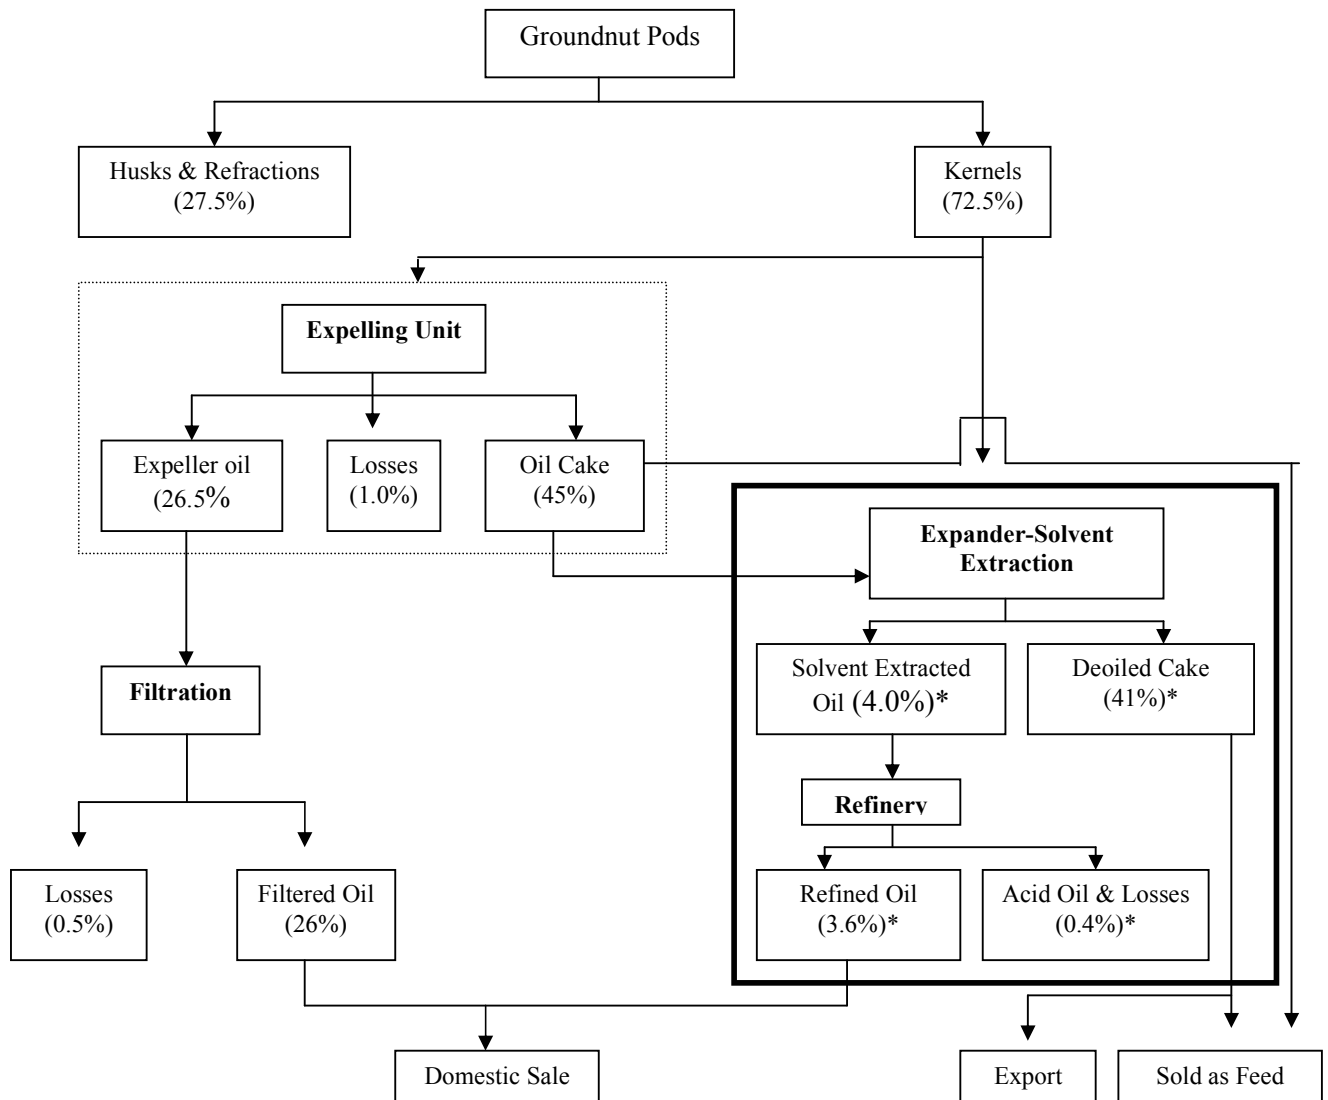 Groundnut Pods
Husks & Refractions
(27.5%)
Kernels
(72.5%)
Expelling Unit
Expeller oil
(26.5%
Losses
(1.0%)
Oil Cake
(45%)
Expander-Solvent
Extraction
Solvent Extracted
Oil (4.0%)*
Deoiled Cake
(41%)*
Filtration
Refinery
Losses
(0.5%)
Filtered Oil
(26%)
Refined Oil
(3.6%)*
Acid Oil & Losses
(0.4%)*
Domestic Sale
Export
Sold as Feed